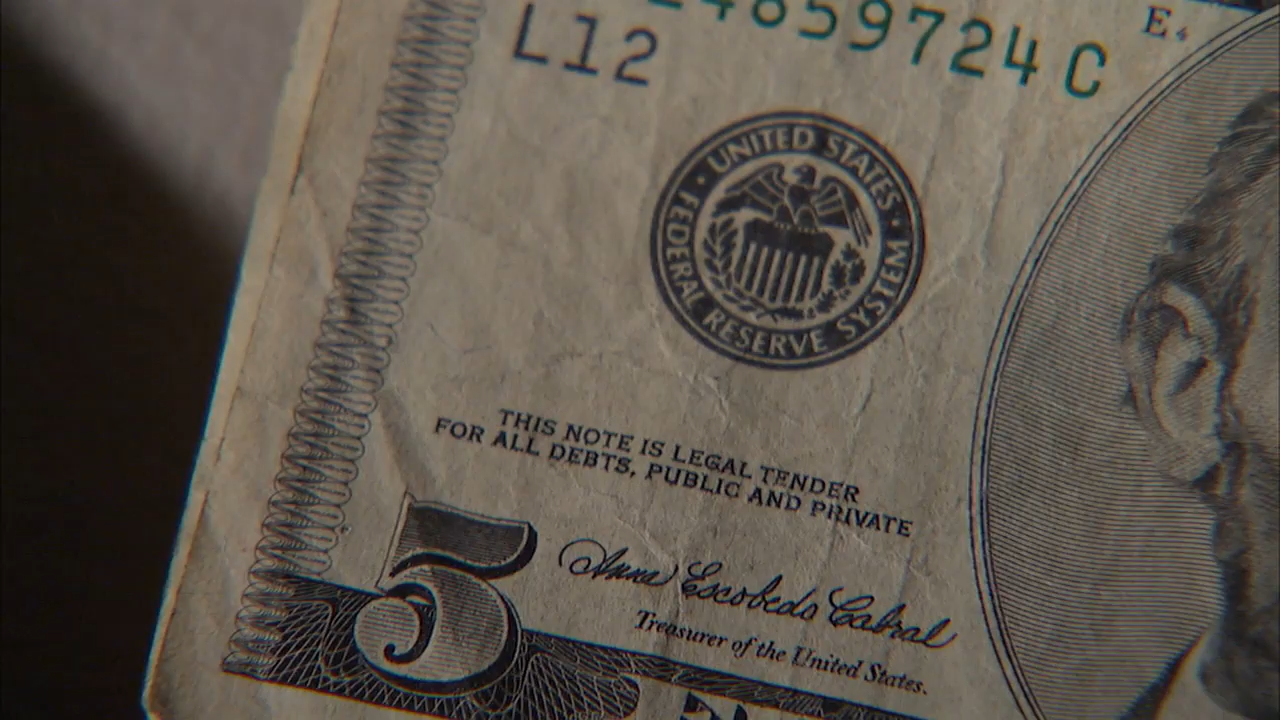 4859724 C
E4
L12
UNITED STATES
FEDERAL RESERVE SYSTEM
THIS NOTE IS LEGAL TENDER
FOR ALL DEBTS, PUBLIC AND PRIVATE
5
Anna Escobedo Cabral
Treasurer of the United States.